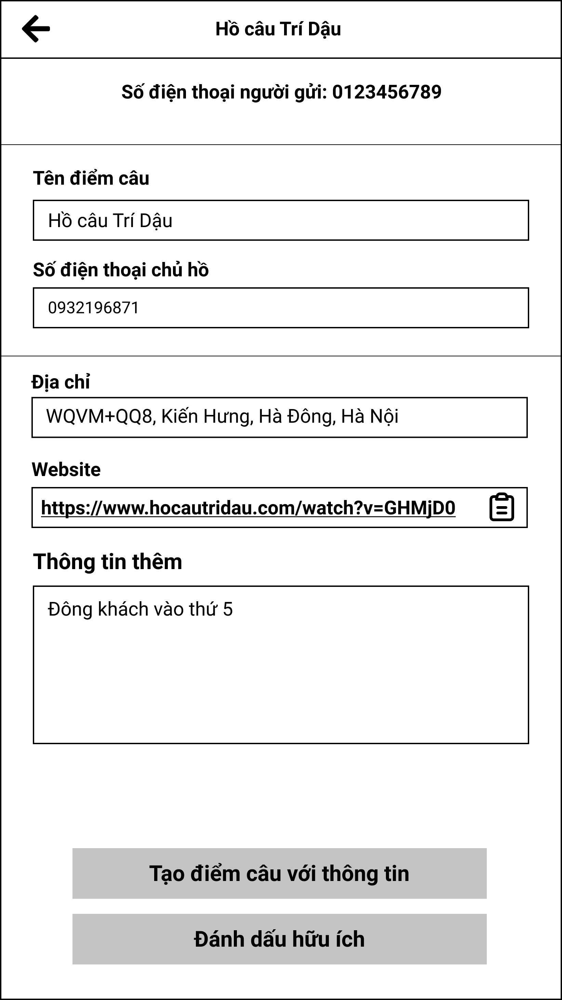 Hồ câu Trí Dậu
Số điện thoại người gửi: 0123456789
Tên điểm câu
Hồ câu Trí Dậu
Số điện thoại chủ hồ
0932196871
Địa chỉ
WQVM+QQ8, Kiến Hưng, Hà Đông, Hà Nội
Website
https://www.hocautridau.com/watch?v=GHMjD0
Thông tin thêm
Đông khách vào thứ 5
Tạo điểm câu với thông tin
Đánh dấu hữu ích